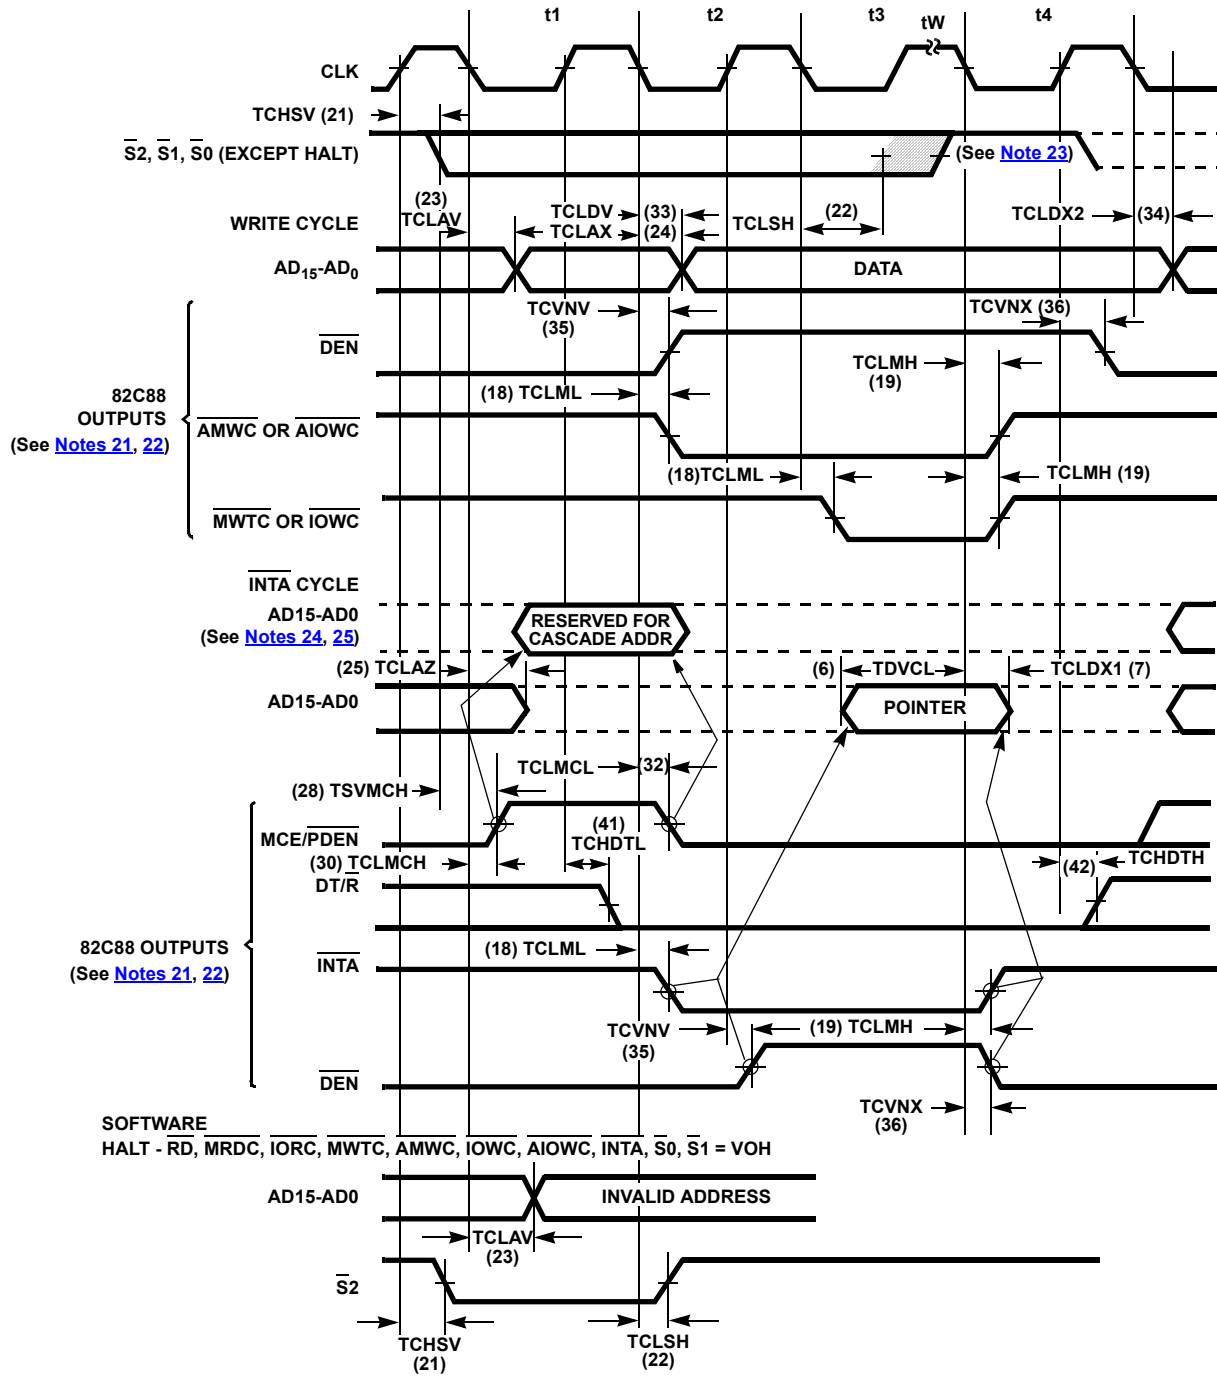 t1 t2 t3 tW t4
CLK
TCHSV (21)
S2, S1, S0 (EXCEPT HALT)
(See Note 23)
(23)
TCLAV
TCLDV (33)
TCLAX (24)
TCLSH (22)
TCLDX2 (34)
WRITE CYCLE
AD15-AD0
DATA
TCVNV
(35)
TCVNX (36)
DEN
TCLMH
(19)
(18) TCLML
82C88
OUTPUTS
(See Notes 21, 22)
AMWC OR AIOWC
(18)TCLML
TCLMH (19)
MWTC OR IOWC
INTA CYCLE
AD15-AD0
(See Notes 24, 25)
RESERVED FOR
CASCADE ADDR
(25) TCLAZ
(6) TDVCL
TCLDX1 (7)
AD15-AD0
POINTER
TCLMCL (32)
(28) TSVMCH
MCE/PDEN
(41)
TCHDTL
(30) TCLMCH
(42) TCHDTH
DT/R
82C88 OUTPUTS
(See Notes 21, 22)
(18) TCLML
INTA
TCVNV
(35)
(19) TCLMH
DEN
TCVNX
(36)
SOFTWARE
HALT - RD, MRDC, IORC, MWTC, AMWC, IOWC, AIOWC, INTA, S0, S1 = VOH
AD15-AD0
INVALID ADDRESS
TCLAV
(23)
S2
TCHSV
(21)
TCLSH
(22)